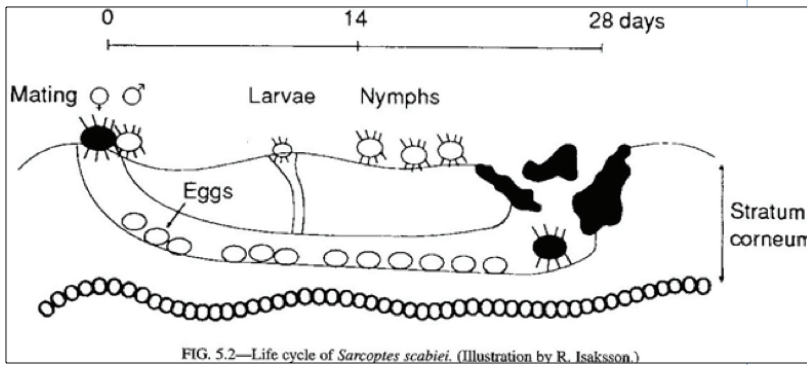 0 14 28 days
Mating ♀ ♂ Larvae Nymphs
Eggs
Stratum
corneum
FIG. 5.2—Life cycle of Sarcoptes scabiei. (Illustration by R. Isaksson.)